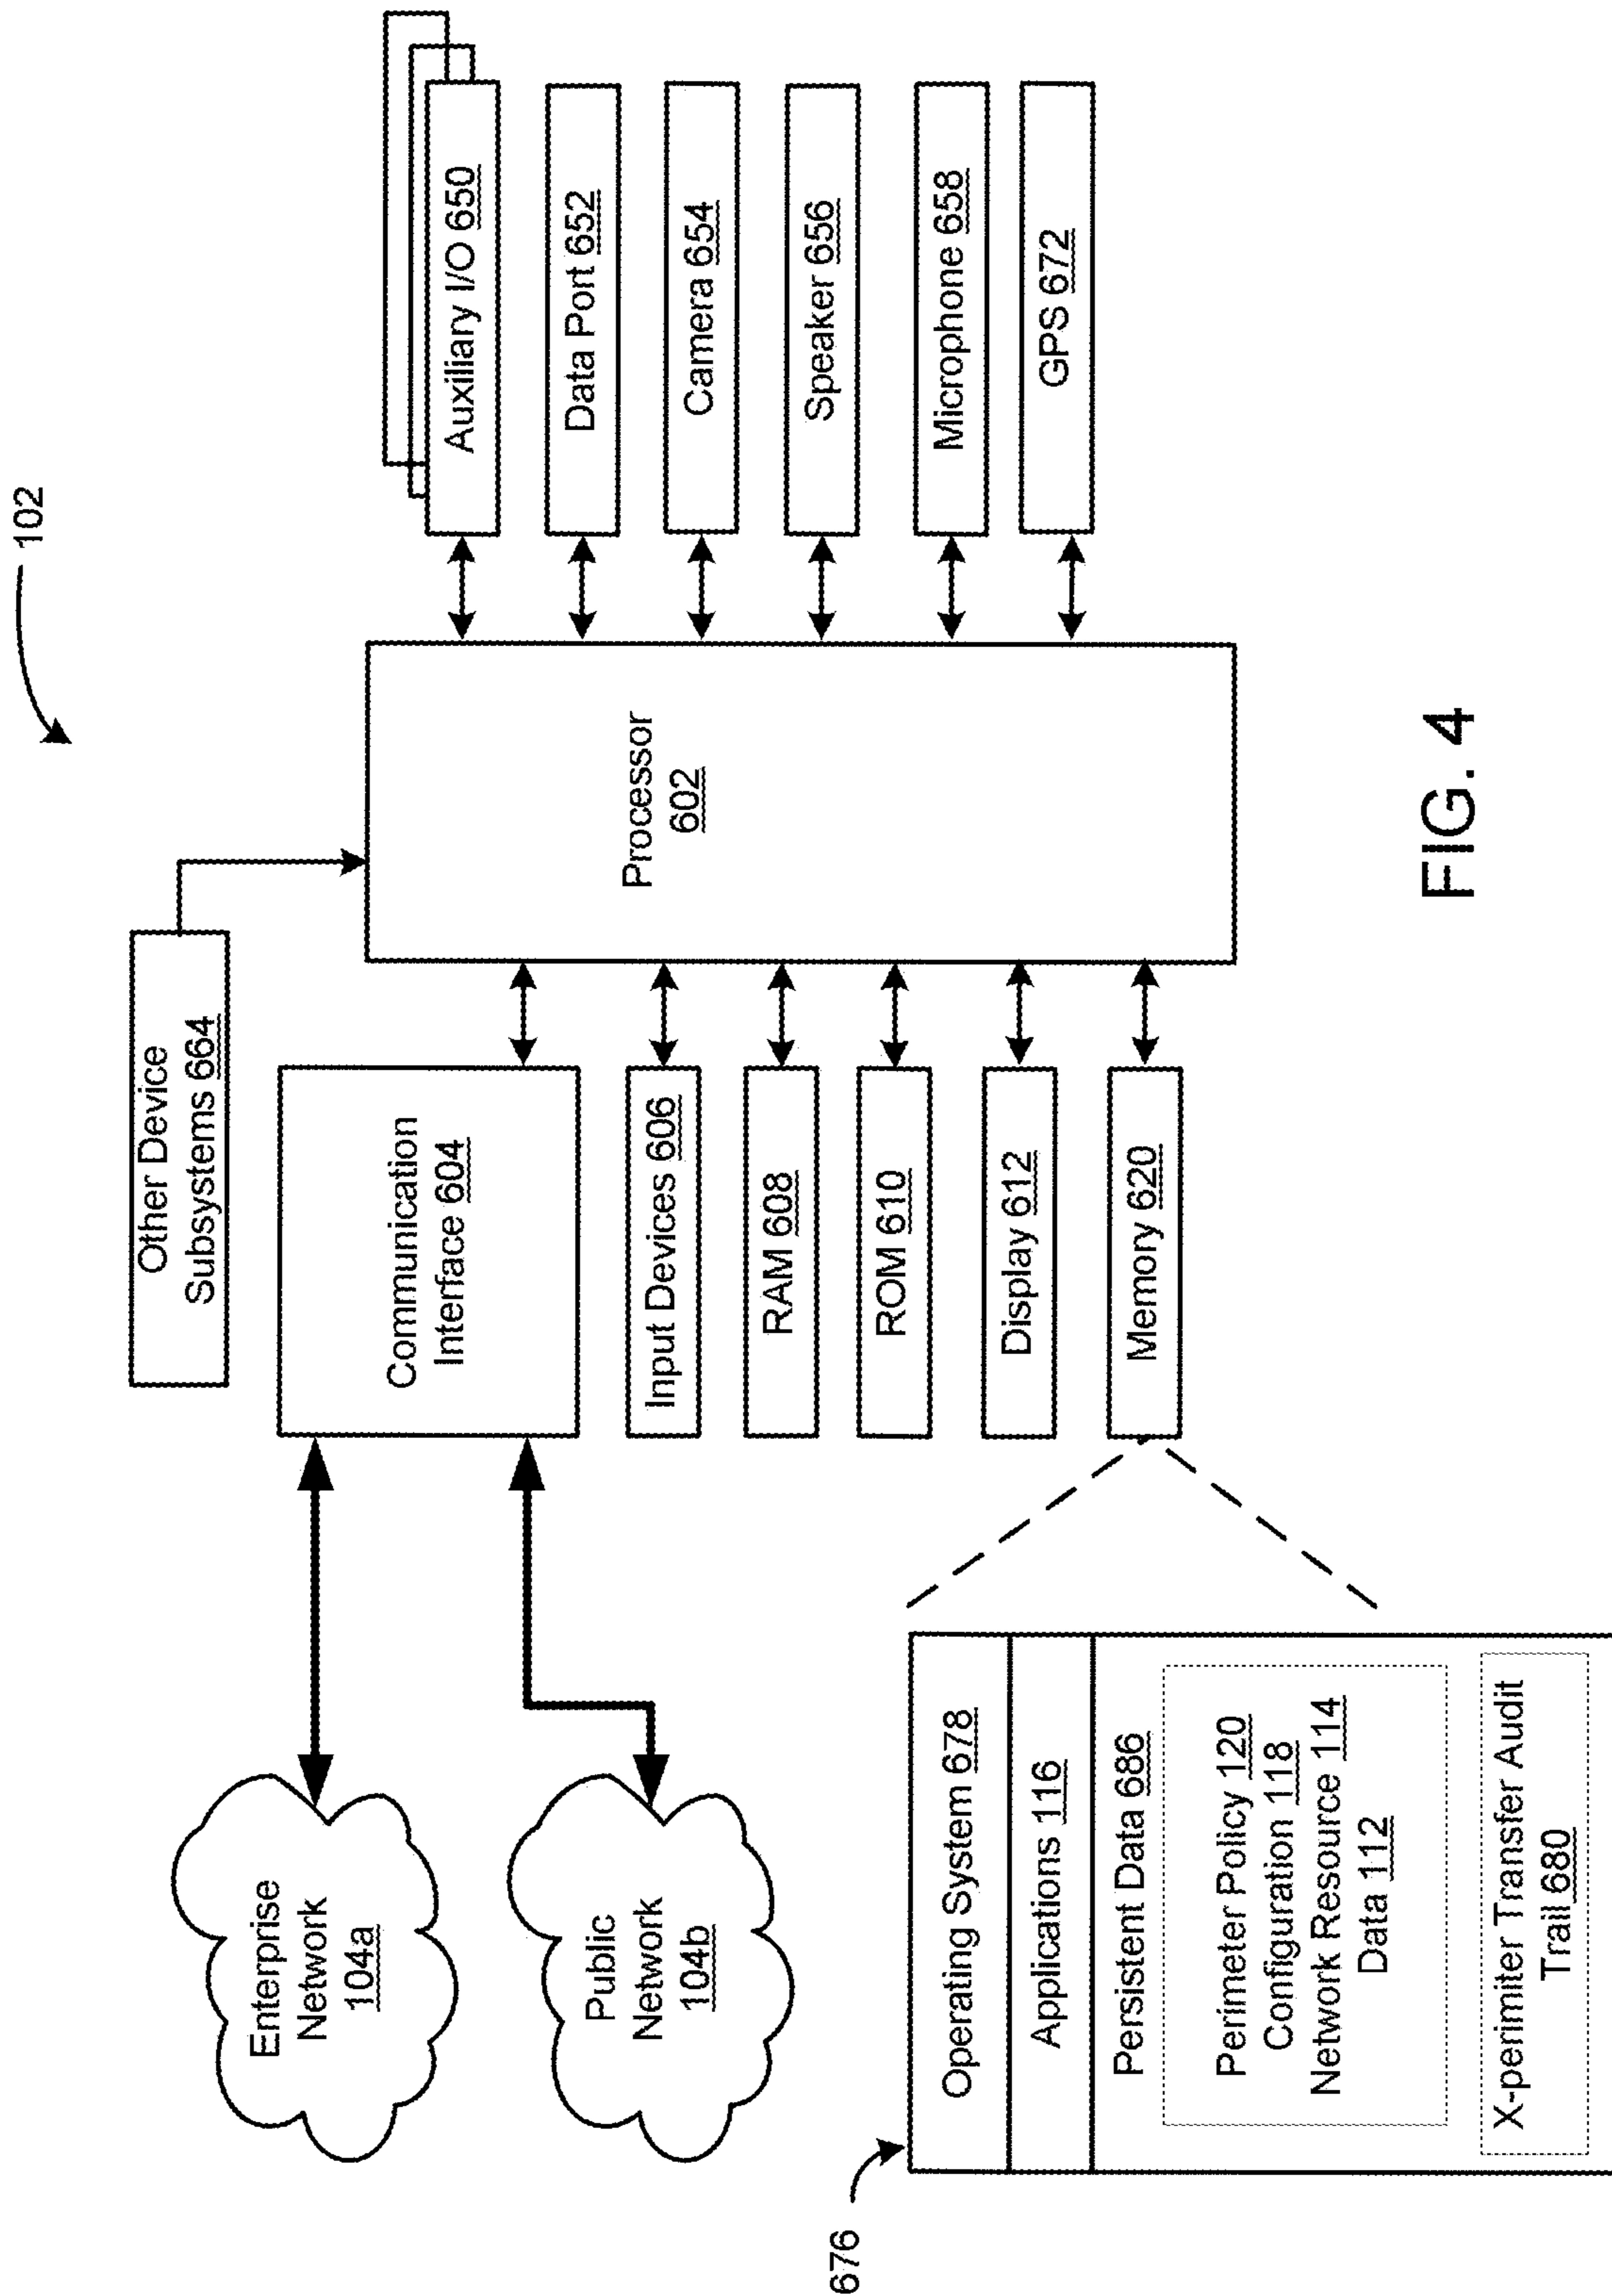 102
Other Device
Subsystems 664
Enterprise
Network
104a
Public
Network
104b
Communication
Interface 604
Input Devices 606
RAM 608
ROM 610
Display 612
Memory 620
Processor
602
Auxiliary I/O 650
Data Port 652
Camera 654
Speaker 656
Microphone 658
GPS 672
676
Operating System 678
Applications 116
Persistent Data 686
Perimeter Policy 120
Configuration 118
Network Resource 114
Data 112
X-perimiter Transfer Audit
Trail 680
FIG. 4